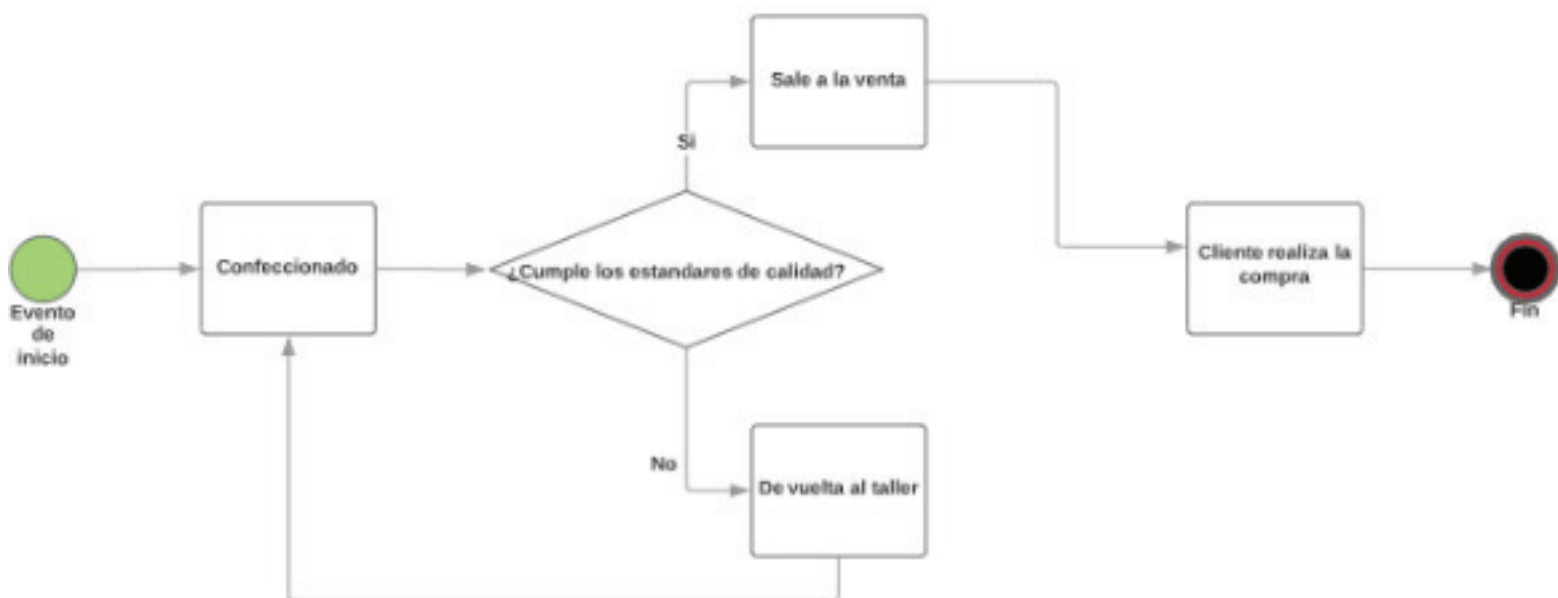 Sale a la venta
Si
Confeccionado
¿Cumple los estandares de calidad?
Cliente realiza la
compra
Evento
de
inicio
Fin
No
De vuelta al taller